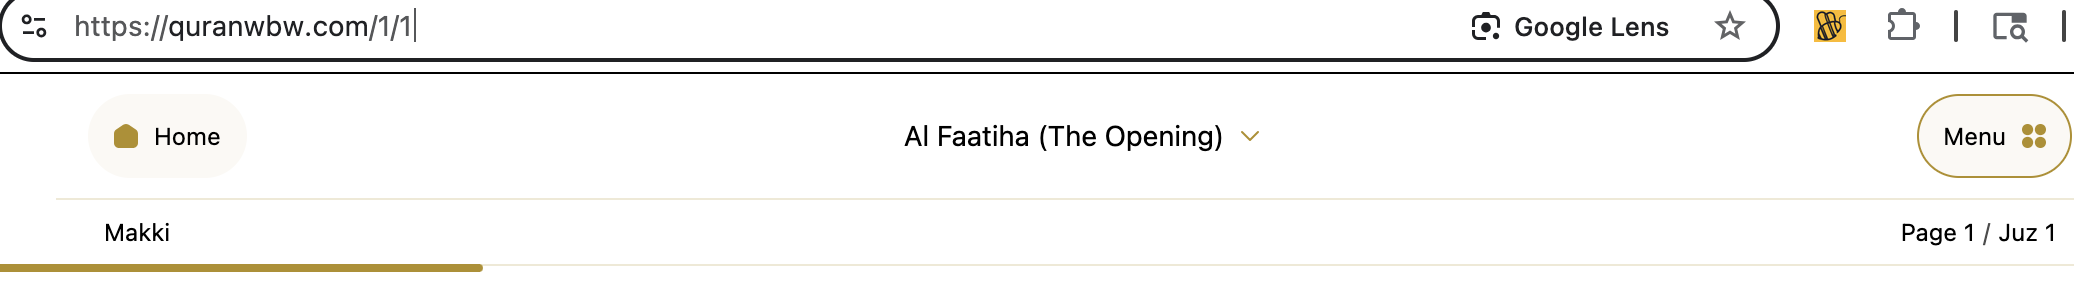 https://quranwbw.com/1/1 Google Lens
Home Al Faatiha (The Opening) Menu
Makki Page 1 / Juz 1